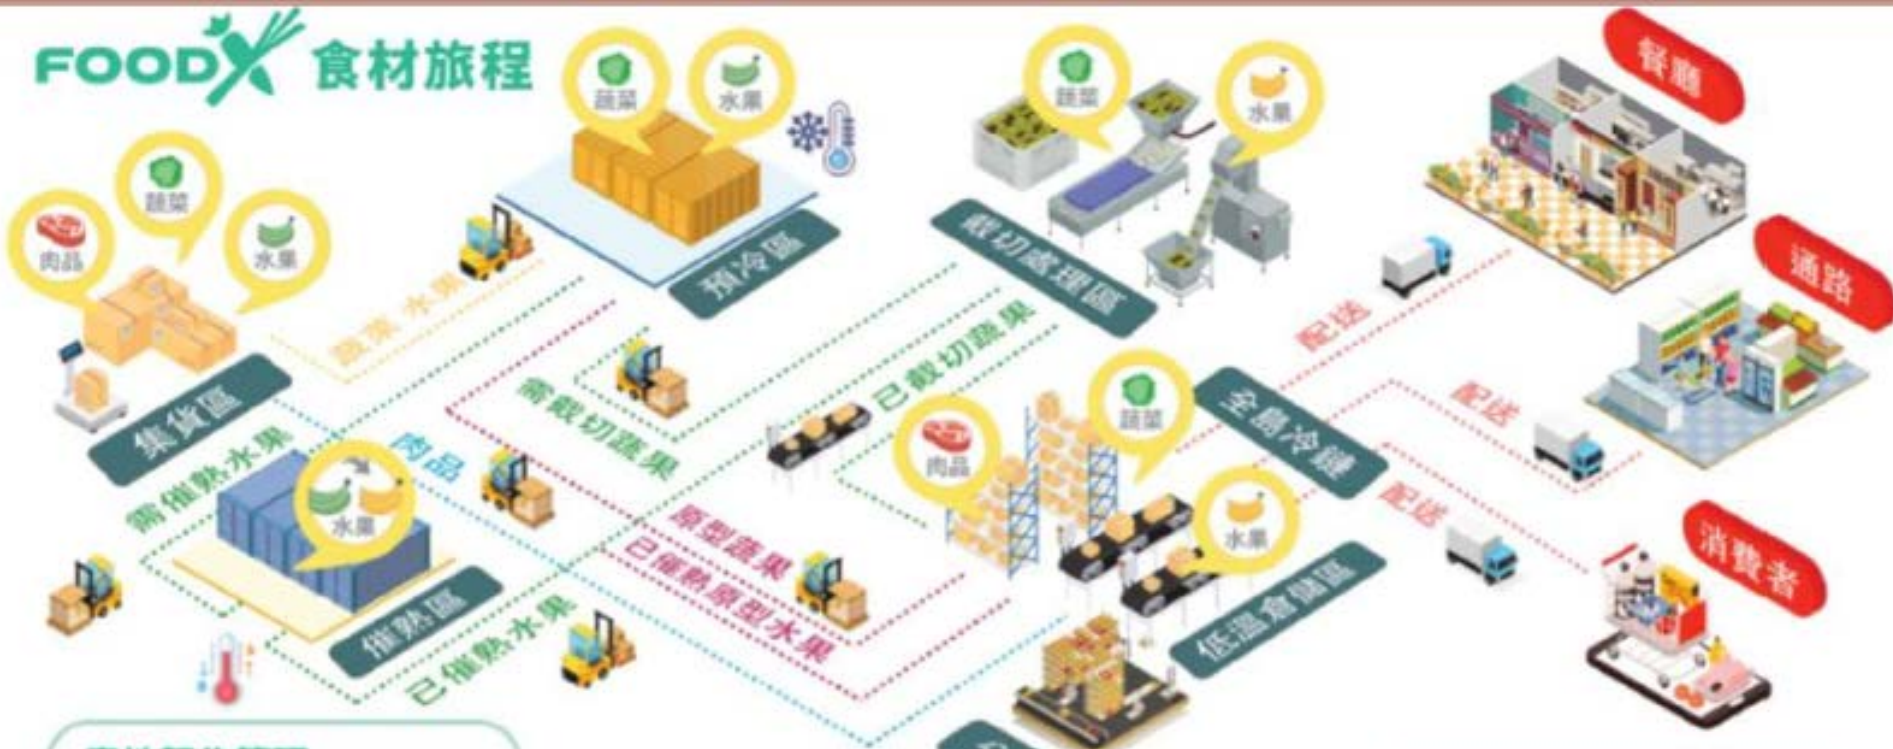 FOODX 食材旅程
蔬菜
水果
蔬菜
水果
餐廳
肉品
蔬菜
水果
預冷區
截切處理區
通路
蔬菜 水果
配送
集貨區
需截切蔬果
已截切蔬果
配送
全島冷鏈
需催熟水果
肉品
肉品
蔬菜
水果
水果
配送
消費者
原型蔬果
已催熟原型水果
催熟區
已催熟水果
低溫倉儲區